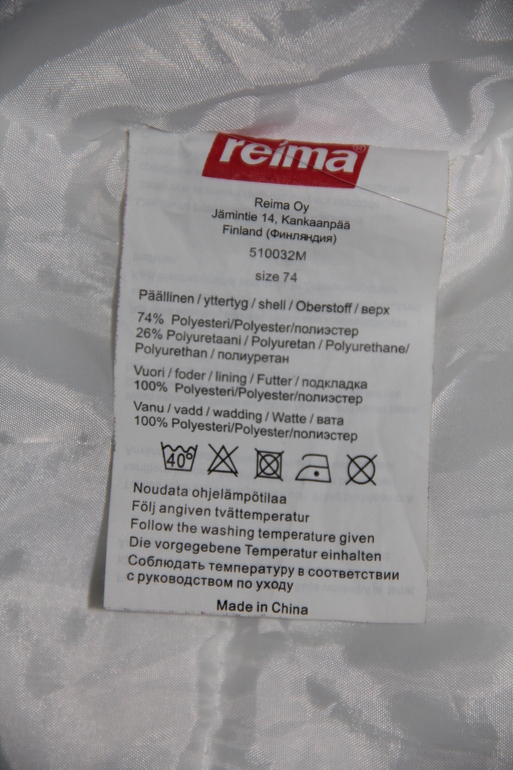 reima®
Reima Oy
Jämintie 14, Kankaanpää
Finland (Финляндия)
510032M
size 74
Päällinen / yttertyg / shell / Oberstoff / верх
74% Polyesteri/Polyester/полиэстер
26% Polyuretaani / Polyuretan / Polyurethane/
Polyurethan / полиуретан
Vuori / foder / lining / Futter / подкладка
100% Polyesteri/Polyester/полиэстер
Vanu / vadd / wadding / Watte / вата
100% Polyesteri/Polyester/полиэстер
40°
Noudata ohjelämpötilaa
Följ angiven tvättemperatur
Follow the washing temperature given
Die vorgegebene Temperatur einhalten
Соблюдать температуру в соответствии
с руководством по уходу
Made in China